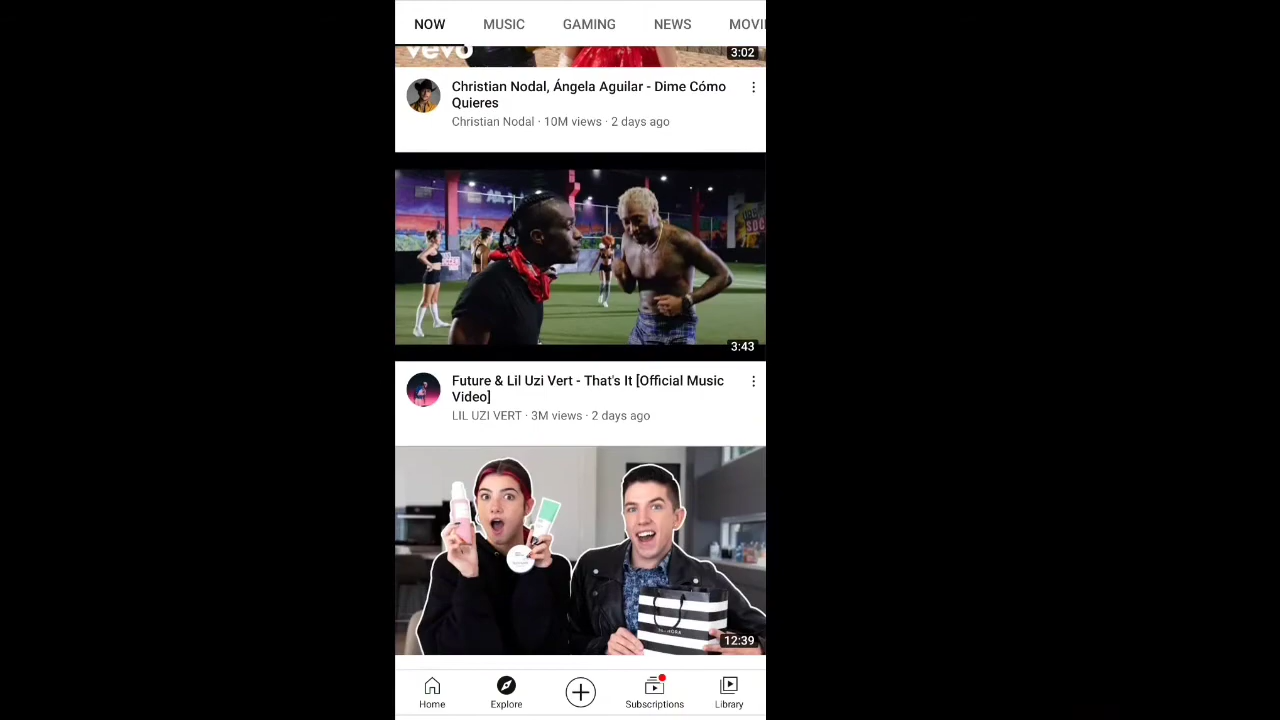 NOW MUSIC GAMING NEWS MOVI
vevo
3:02
Christian Nodal, Ángela Aguilar - Dime Cómo
Quieres
Christian Nodal · 10M views · 2 days ago
3:43
Future & Lil Uzi Vert - That's It [Official Music
Video]
LIL UZI VERT · 3M views · 2 days ago
SEPHORA
12:39
Home Explore Subscriptions Library